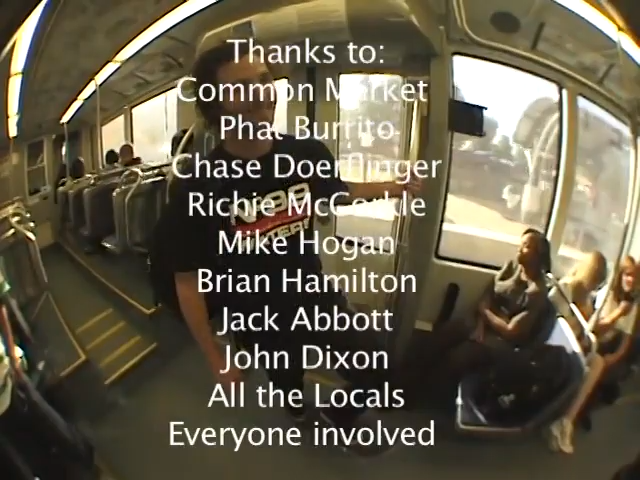 Thanks to:
Common Market
Phat Burrito
Chase Doerflinger
Richie McCorkle
Mike Hogan
Brian Hamilton
Jack Abbott
John Dixon
All the Locals
Everyone involved